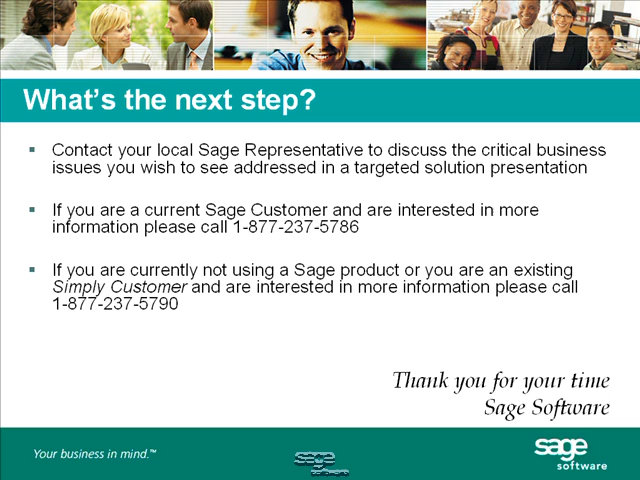 What's the next step?
Contact your local Sage Representative to discuss the critical business
issues you wish to see addressed in a targeted solution presentation
If you are a current Sage Customer and are interested in more
information please call 1-877-237-5786
If you are currently not using a Sage product or you are an existing
Simply Customer and are interested in more information please call
1-877-237-5790
Thank you for your time
Sage Software
Your business in mind.™
sage
software
sage
software